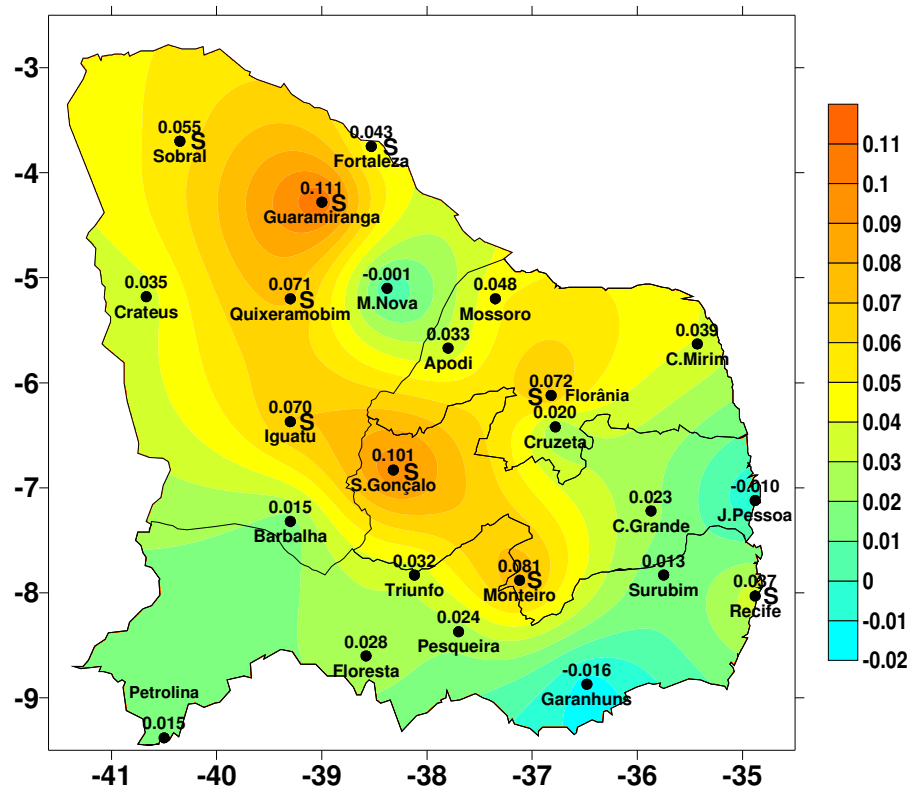 -3
0.055
S
Sobral
0.043
S
Fortaleza
-4
0.111
S
Guaramiranga
0.11
0.1
0.09
0.08
0.07
0.06
0.05
0.04
0.03
0.02
0.01
0
-0.01
-0.02
-5
0.035
Crateus
0.071
S
Quixeramobim
-0.001
M.Nova
0.048
Mossoro
0.033
Apodi
0.039
C.Mirim
-6
0.072
S
Florânia
0.070
S
Iguatu
0.020
Cruzeta
0.101
S
S.Gonçalo
-7
-0.010
J.Pessoa
0.015
Barbalha
0.023
C.Grande
-8
0.032
Triunfo
0.081
S
Monteiro
0.013
Surubim
0.037
S
Recife
0.024
Pesqueira
0.028
Floresta
-9
Petrolina
0.015
-0.016
Garanhuns
-41 -40 -39 -38 -37 -36 -35